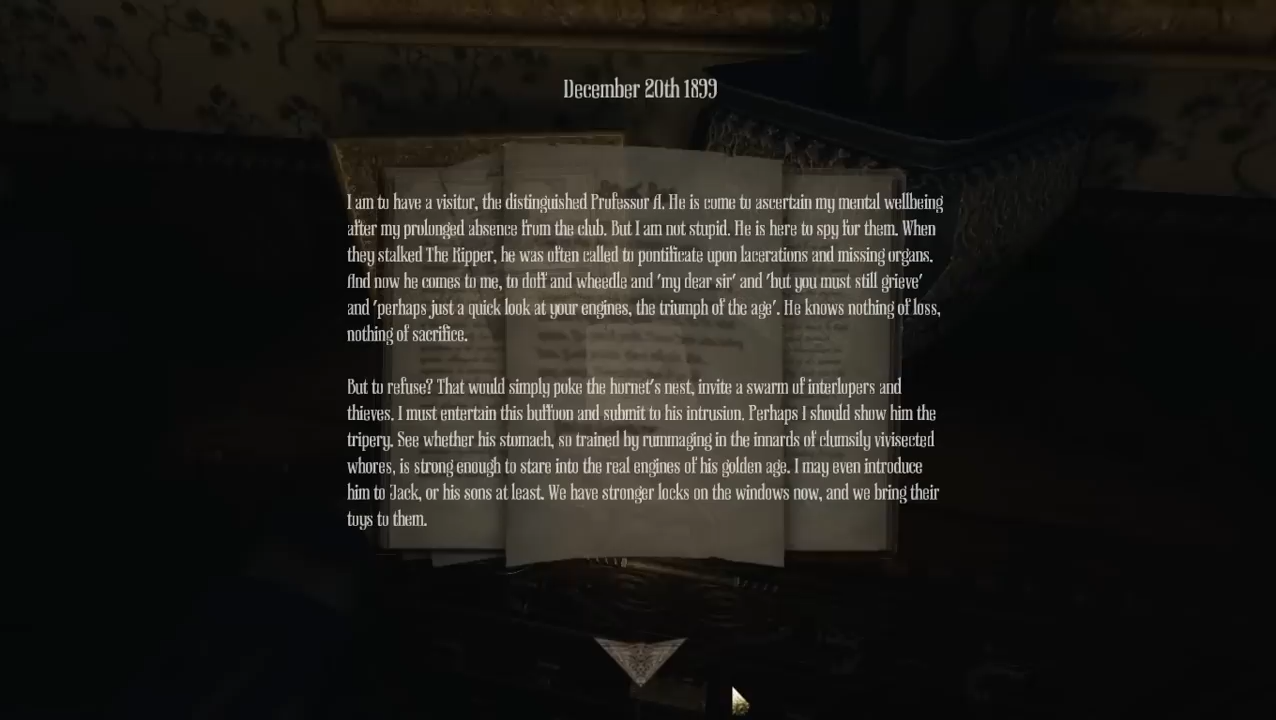 December 20th 1899
I am to have a visitor, the distinguished Professor A. He is come to ascertain my mental wellbeing
after my prolonged absence from the club. But I am not stupid. He is here to spy for them. When
they stalked The Ripper, he was often called to pontificate upon lacerations and missing organs.
And now he comes to me, to doff and wheedle and 'my dear sir' and 'but you must still grieve'
and 'perhaps just a quick look at your engines, the triumph of the age'. He knows nothing of loss,
nothing of sacrifice.
But to refuse? That would simply poke the hornet's nest, invite a swarm of interlopers and
thieves. I must entertain this buffoon and submit to his intrusion. Perhaps I should show him the
tripery. See whether his stomach, so trained by rummaging in the innards of clumsily vivisected
whores, is strong enough to stare into the real engines of his golden age. I may even introduce
him to Jack, or his sons at least. We have stronger locks on the windows now, and we bring their
toys to them.